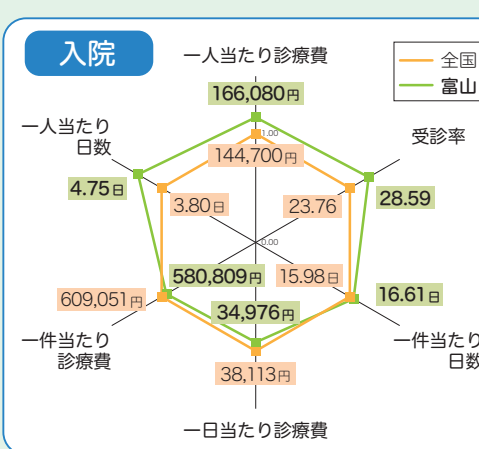 入院
一人当たり診療費
全国
富山
166,080円
1.00
144,700円
一人当たり
日数
受診率
4.75日
3.80日
23.76
28.59
0.00
580,809円
15.98日
609,051円
34,976円
16.61日
一件当たり
診療費
一件当たり
日数
38,113円
一日当たり診療費